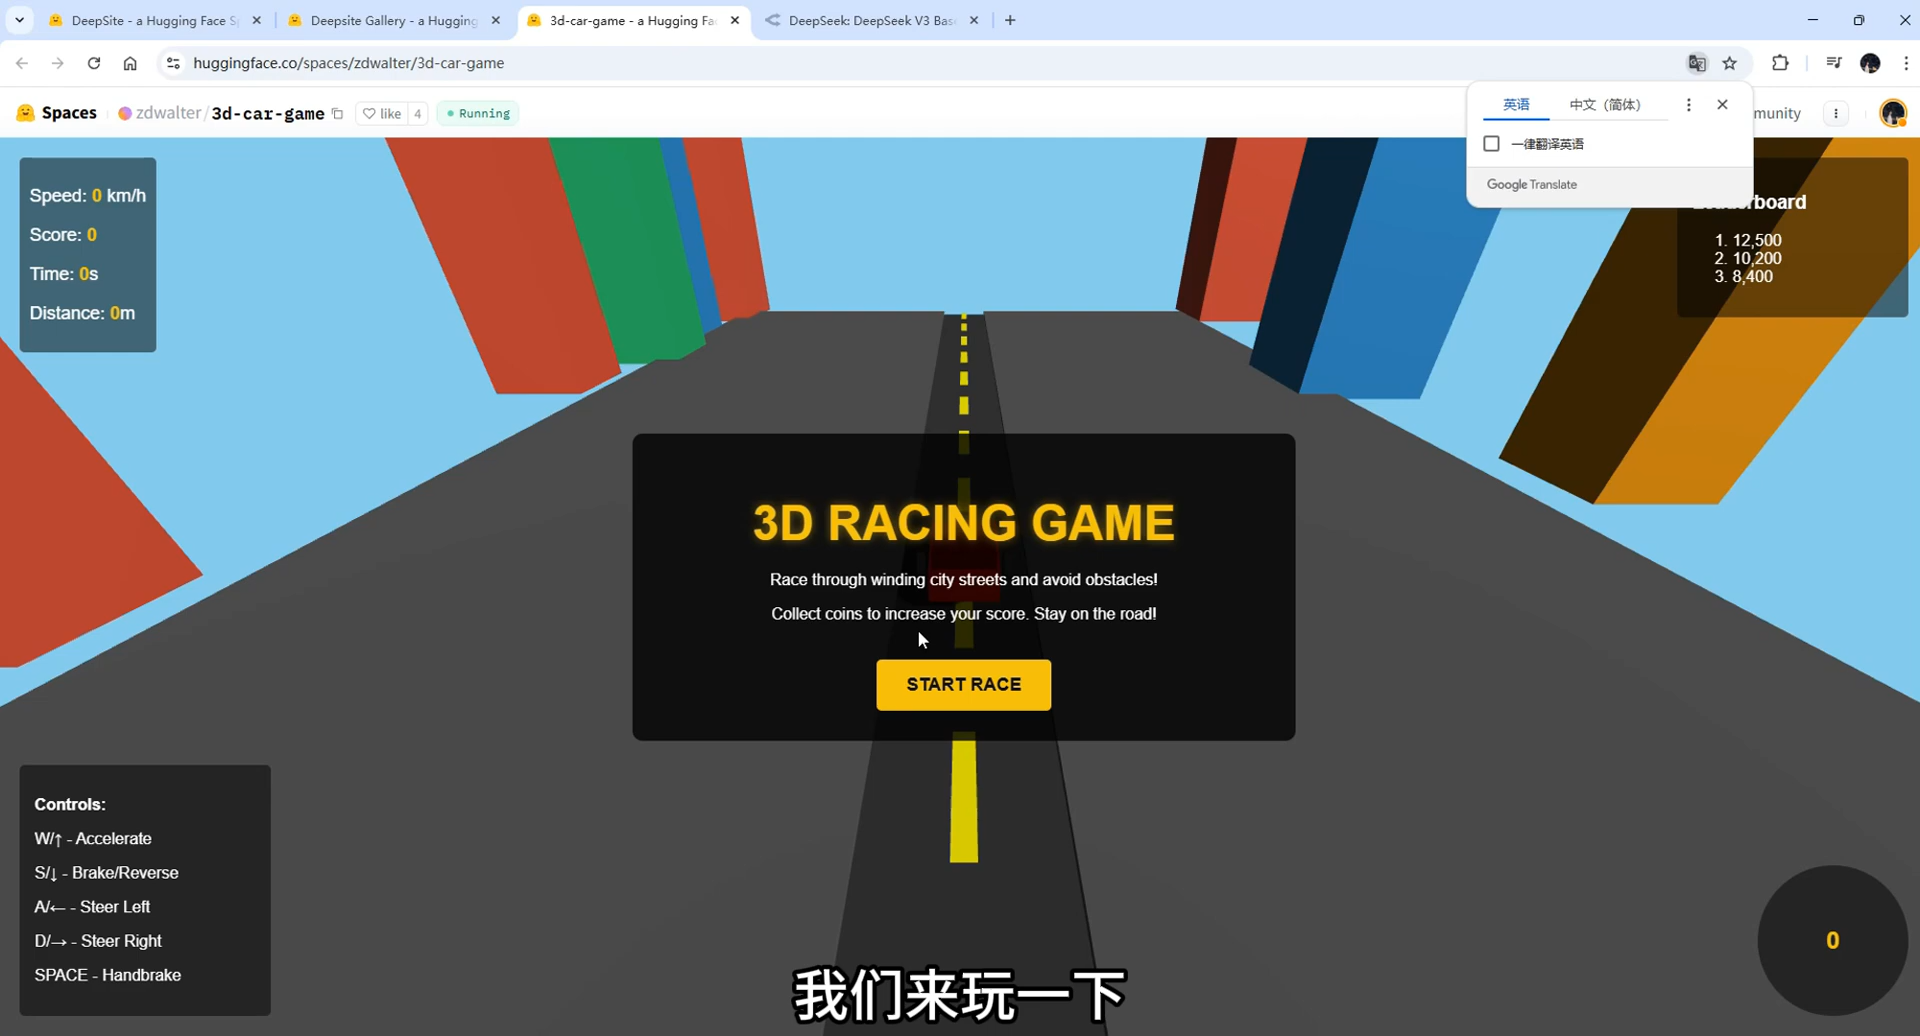 DeepSite - a Hugging Face S
Deepsite Gallery - a Hugging
3d-car-game - a Hugging Fa
DeepSeek: DeepSeek V3 Bas
huggingface.co/spaces/zdwalter/3d-car-game
Spaces
zdwalter/3d-car-game
like 4
Running
munity
英语
中文（简体）
一律翻译英语
Google Translate
Speed: 0 km/h
Score: 0
Time: 0s
Distance: 0m
Leaderboard
1. 12,500
2. 10,200
3. 8,400
3D RACING GAME
Race through winding city streets and avoid obstacles!
Collect coins to increase your score. Stay on the road!
START RACE
Controls:
W/↑ - Accelerate
S/↓ - Brake/Reverse
A/← - Steer Left
D/→ - Steer Right
SPACE - Handbrake
0
我们来玩一下